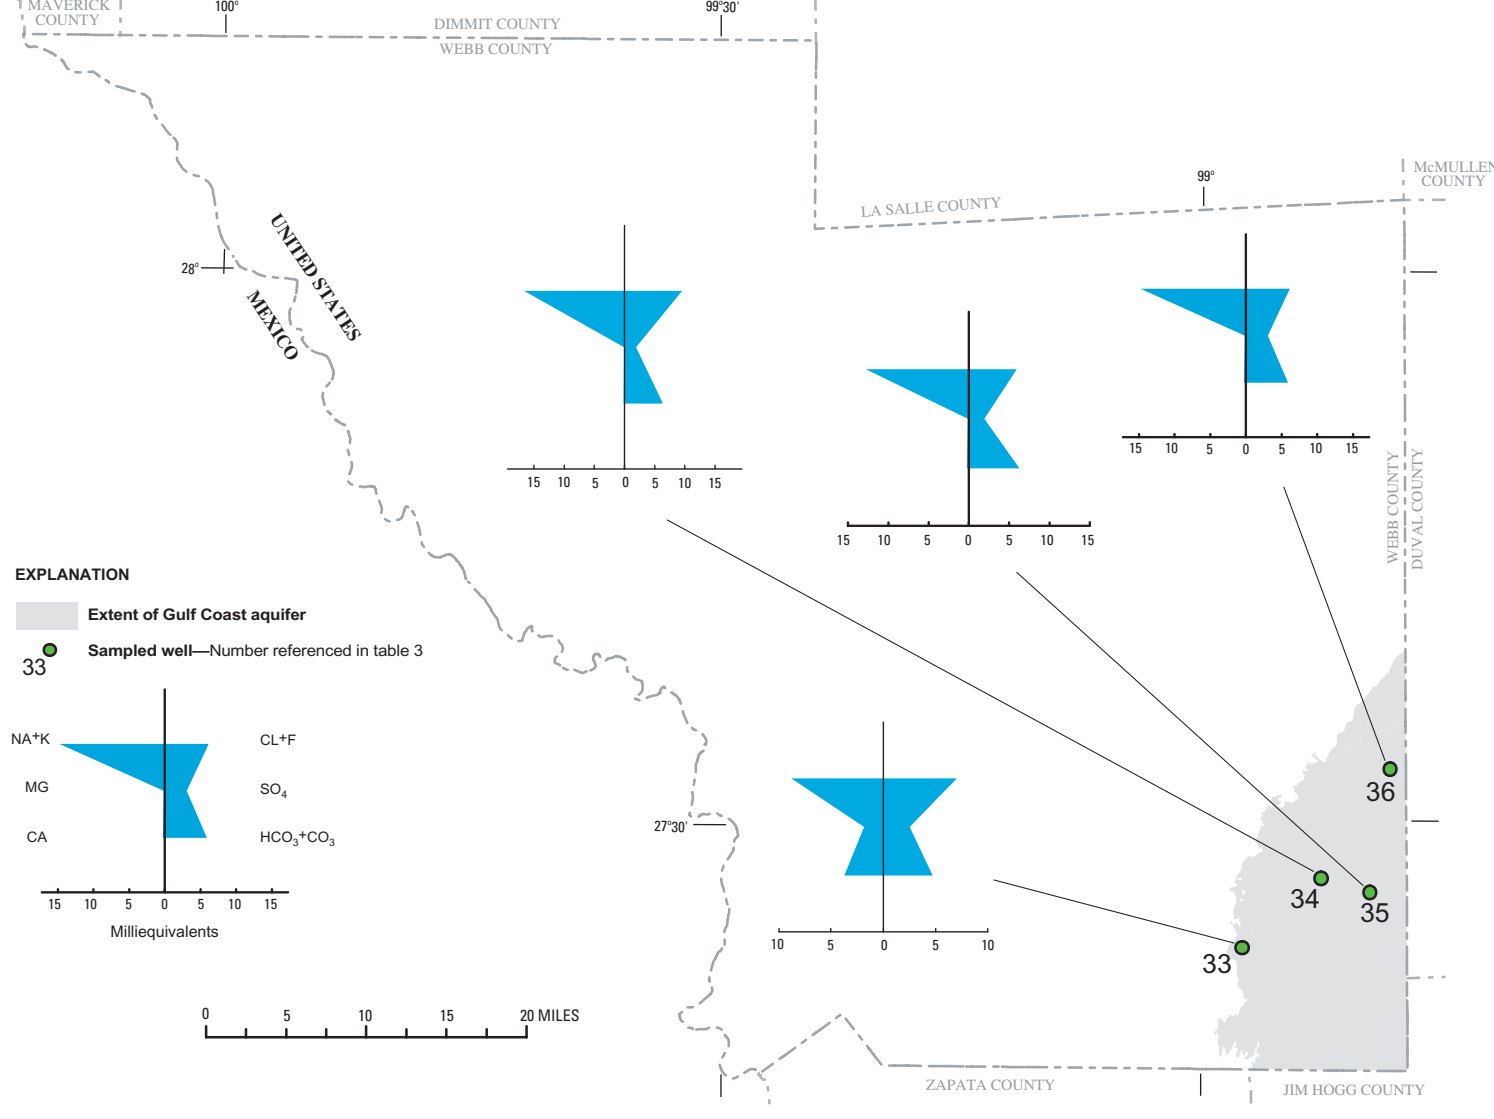 MAVERICK
COUNTY
100°
99°30'
DIMMIT COUNTY
WEBB COUNTY
McMULLEN
COUNTY
99°
LA SALLE COUNTY
28°
UNITED STATES
MEXICO
15 10 5 0 5 10 15
15 10 5 0 5 10 15
15 10 5 0 5 10 15
WEBB COUNTY
DUVAL COUNTY
EXPLANATION
Extent of Gulf Coast aquifer
Sampled well—Number referenced in table 3
33
NA+K
CL+F
MG
SO4
CA
HCO3+CO3
15 10 5 0 5 10 15
Milliequivalents
27°30'
10 5 0 5 10
36
34
35
33
0 5 10 15 20 MILES
ZAPATA COUNTY
JIM HOGG COUNTY